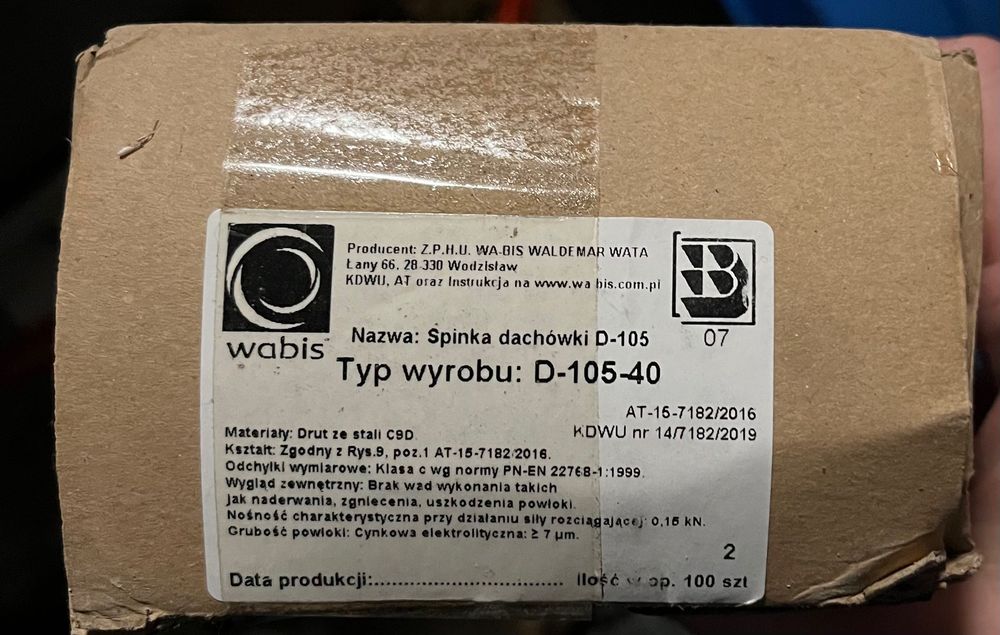 Producent: Z.P.H.U. WA-BIS WALDEMAR WATA
Łany 66, 28-330 Wodzisław
KDWU, AT oraz Instrukcja na www.wabis.com.pl
B
07
wabis
Nazwa: Spinka dachówki D-105
Typ wyrobu: D-105-40
AT-15-7182/2016
KDWU nr 14/7182/2019
Materiały: Drut ze stali C9D
Kształt: Zgodny z Rys.9, poz.1 AT-15-7182/2016.
Odchyłki wymiarowe: Klasa c wg normy PN-EN 22768-1:1999.
Wygląd zewnętrzny: Brak wad wykonania takich
jak naderwania, zgniecenia, uszkodzenia powłoki.
Nośność charakterystyczna przy działaniu siły rozciągającej: 0,15 kN.
Grubość powłoki: Cynkowa elektrolityczna: ≥ 7 µm.
2
Data produkcji:.............................. Ilość w op. 100 szt